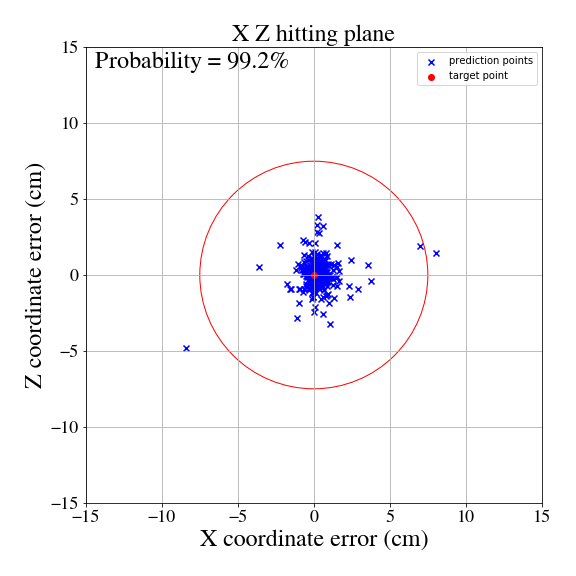 X Z hitting plane
Probability = 99.2%
prediction points
target point
15
10
5
0
−5
−10
−15
Z coordinate error (cm)
−15 −10 −5 0 5 10 15
X coordinate error (cm)